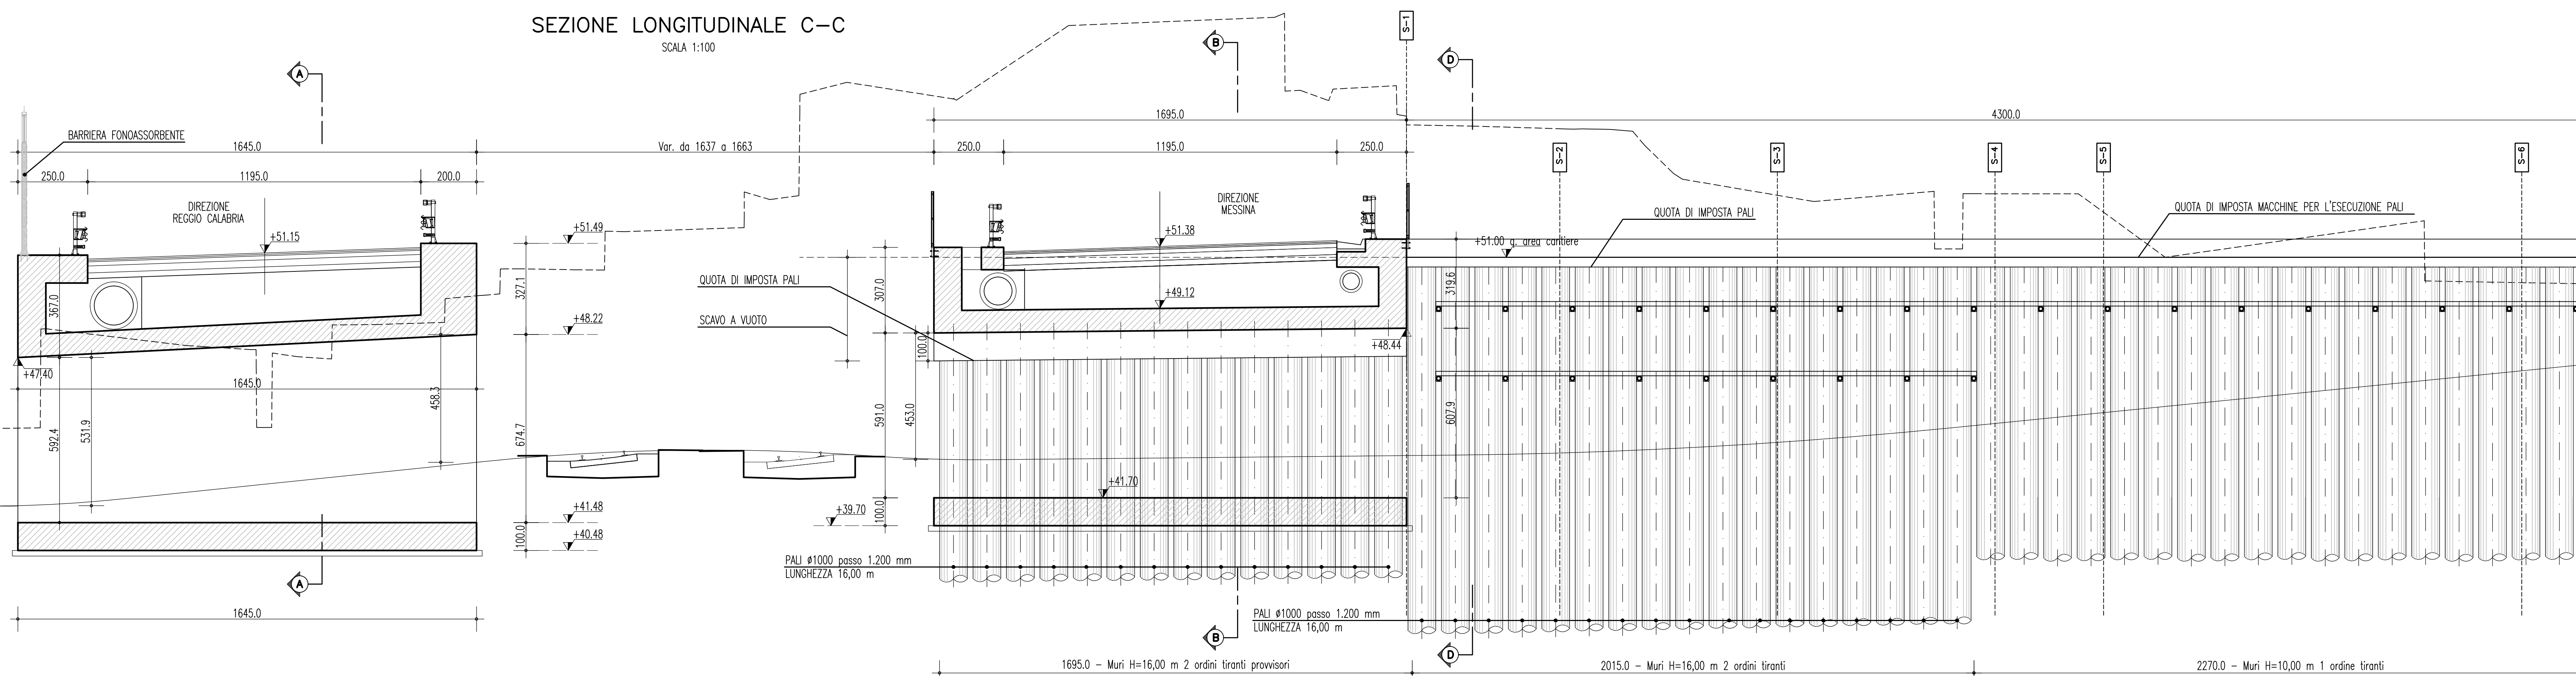 SEZIONE LONGITUDINALE C–C
SCALA 1:100
S-1
A
B
D
1695.0
4300.0
BARRIERA FONOASSORBENTE
1645.0
Var. da 1637 a 1663
250.0
1195.0
250.0
S-2
S-3
S-4
S-5
S-6
250.0
1195.0
200.0
DIREZIONE
REGGIO CALABRIA
DIREZIONE
MESSINA
QUOTA DI IMPOSTA PALI
QUOTA DI IMPOSTA MACCHINE PER L'ESECUZIONE PALI
+51.15
+51.49
+51.38
+51.00 q. area cantiere
QUOTA DI IMPOSTA PALI
SCAVO A VUOTO
367.0
327.1
307.0
319.6
+49.12
+48.22
+48.44
100.0
+47.40
1645.0
458.3
453.0
591.0
607.9
592.4
531.9
674.7
+41.70
+41.48
+39.70
100.0
100.0
+40.48
PALI ø1000 passo 1.200 mm
LUNGHEZZA 16,00 m
A
1645.0
PALI ø1000 passo 1.200 mm
LUNGHEZZA 16,00 m
B
D
1695.0 – Muri H=16,00 m 2 ordini tiranti provvisori
2015.0 – Muri H=16,00 m 2 ordini tiranti
2270.0 – Muri H=10,00 m 1 ordine tiranti